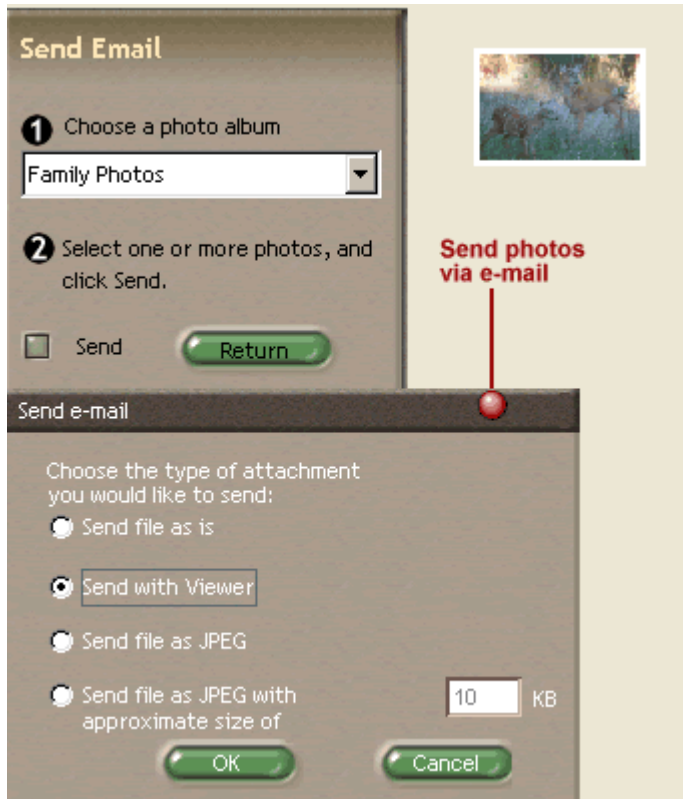 Send Email
1 Choose a photo album
Family Photos
2 Select one or more photos, and
click Send.
Send Return
Send photos
via e-mail
Send e-mail
Choose the type of attachment
you would like to send:
Send file as is
Send with Viewer
Send file as JPEG
Send file as JPEG with
approximate size of 10 KB
OK Cancel